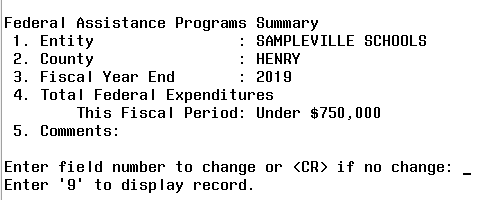 Federal Assistance Programs Summary
1. Entity : SAMPLEVILLE SCHOOLS
2. County : HENRY
3. Fiscal Year End : 2019
4. Total Federal Expenditures
This Fiscal Period: Under $750,000
5. Comments:
Enter field number to change or <CR> if no change: _
Enter '9' to display record.